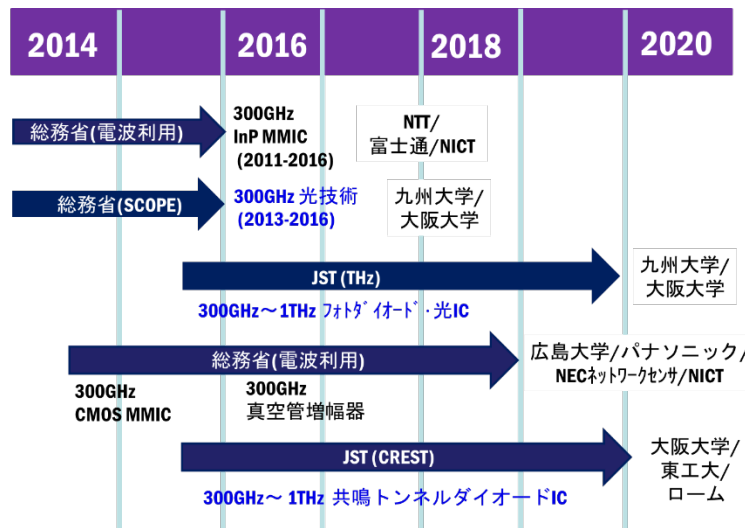 2014
2016
2018
2020
総務省(電波利用)
300GHz
InP MMIC
(2011-2016)
NTT/
富士通/NICT
総務省(SCOPE)
300GHz 光技術
(2013-2016)
九州大学/
大阪大学
JST (THz)
九州大学/
大阪大学
300GHz～1THz ﾌｫﾄﾀﾞｲｵｰﾄﾞ・光IC
総務省(電波利用)
広島大学/パナソニック/
NECﾈｯﾄワークセンサ/NICT
300GHz
CMOS MMIC
300GHz
真空管増幅器
JST (CREST)
大阪大学/
東工大/
ローム
300GHz～ 1THz 共鳴トンネルダイオードIC